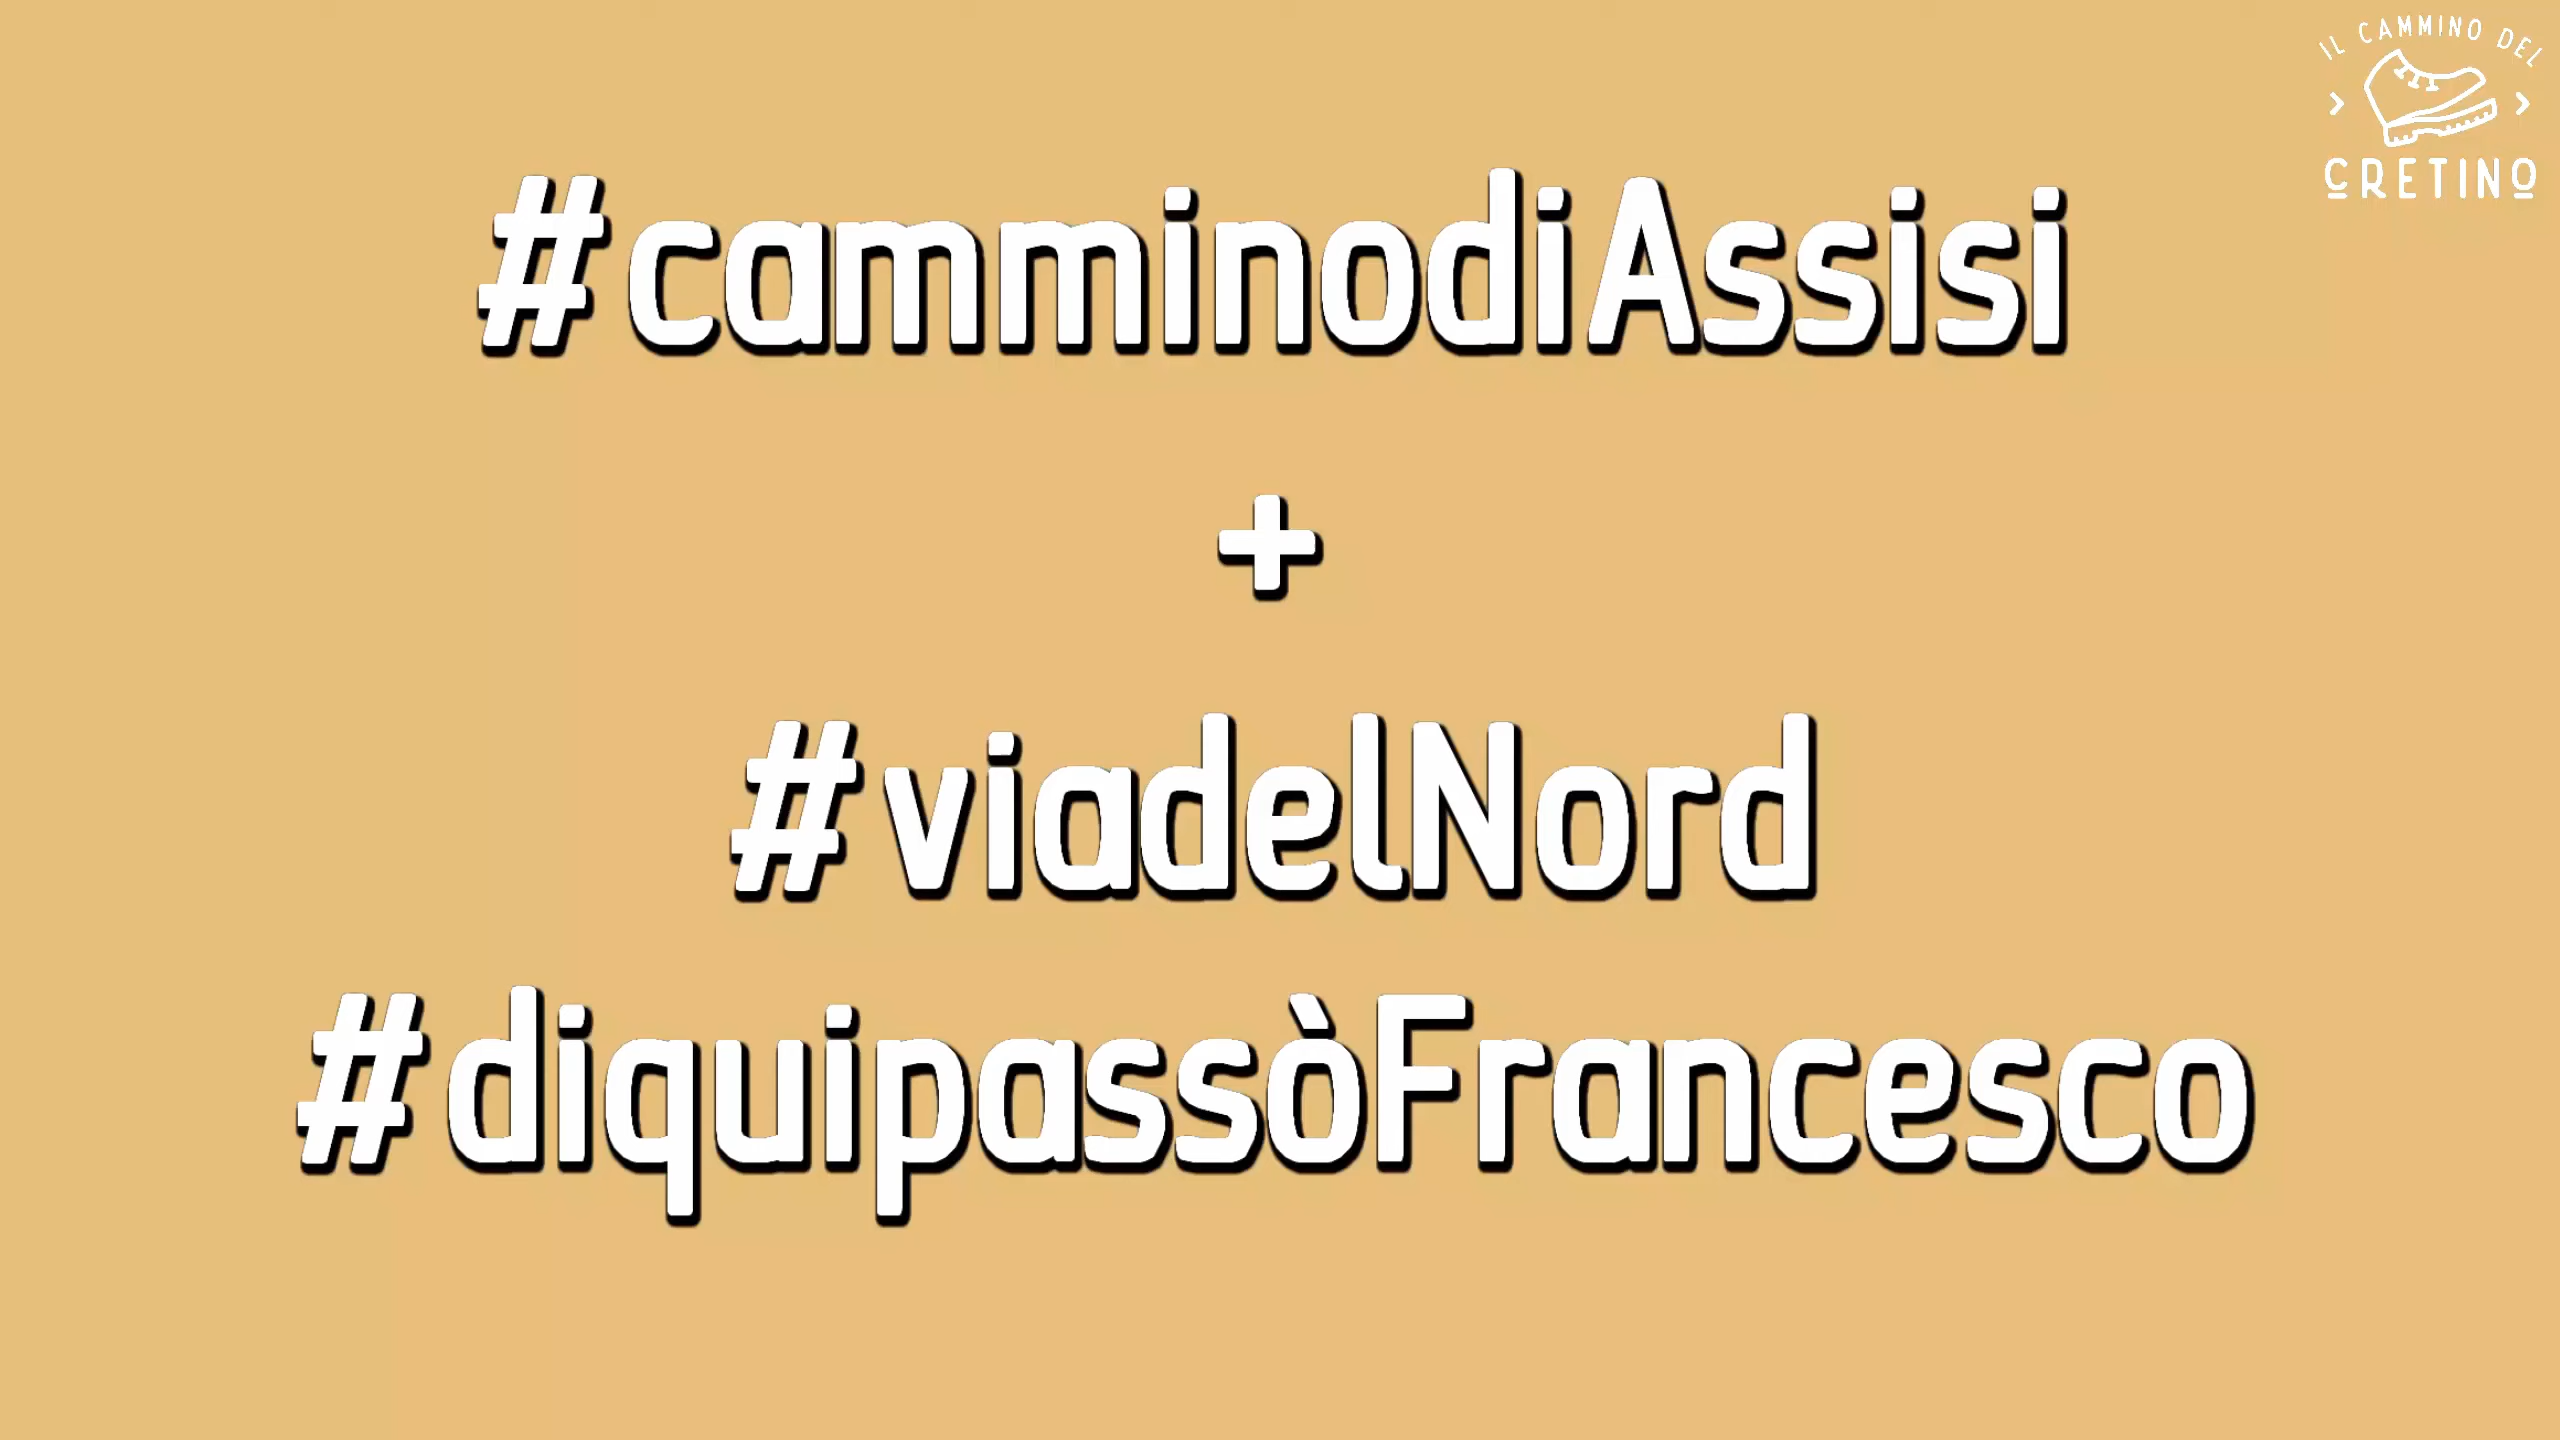 IL CAMMINO DEL
CRETINO
#camminodiAssisi
+
#viadelNord
#diquipassòFrancesco